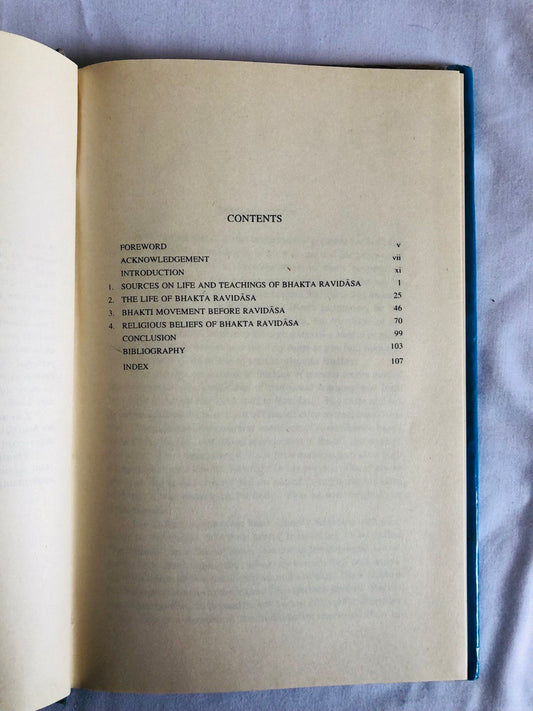 CONTENTS
FOREWORD v
ACKNOWLEDGEMENT vii
INTRODUCTION xi
1. SOURCES ON LIFE AND TEACHINGS OF BHAKTA RAVIDĀSA 1
2. THE LIFE OF BHAKTA RAVIDĀSA 25
3. BHAKTI MOVEMENT BEFORE RAVIDĀSA 46
4. RELIGIOUS BELIEFS OF BHAKTA RAVIDĀSA 70
CONCLUSION 99
BIBLIOGRAPHY 103
INDEX 107